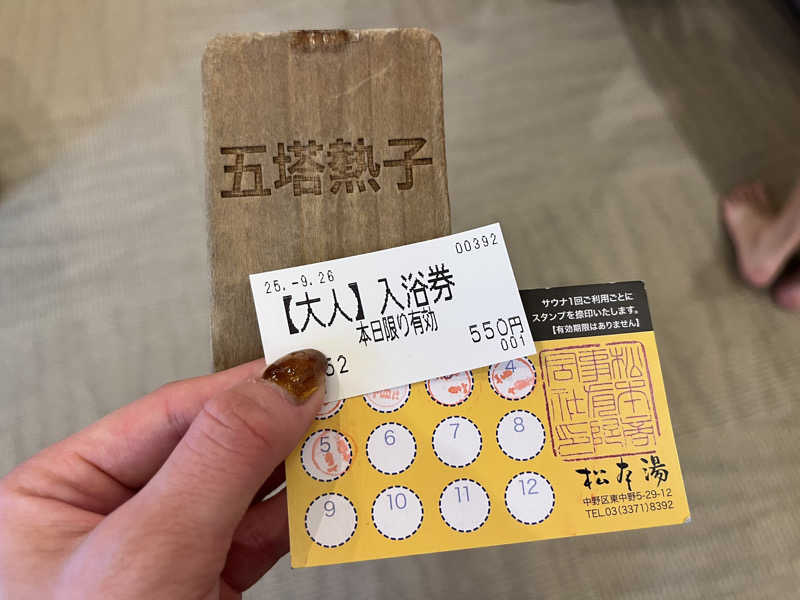 五塔熱子
00392
25.-9.26
【大人】入浴券
本日限り有効
550円
001
52
サウナ1回ご利用ごとに
スタンプを捺印いたします。
【有効期限はありません】
4
5
6
7
8
9
10
11
12
松本湯
中野区東中野5-29-12
TEL.03(3371)8392